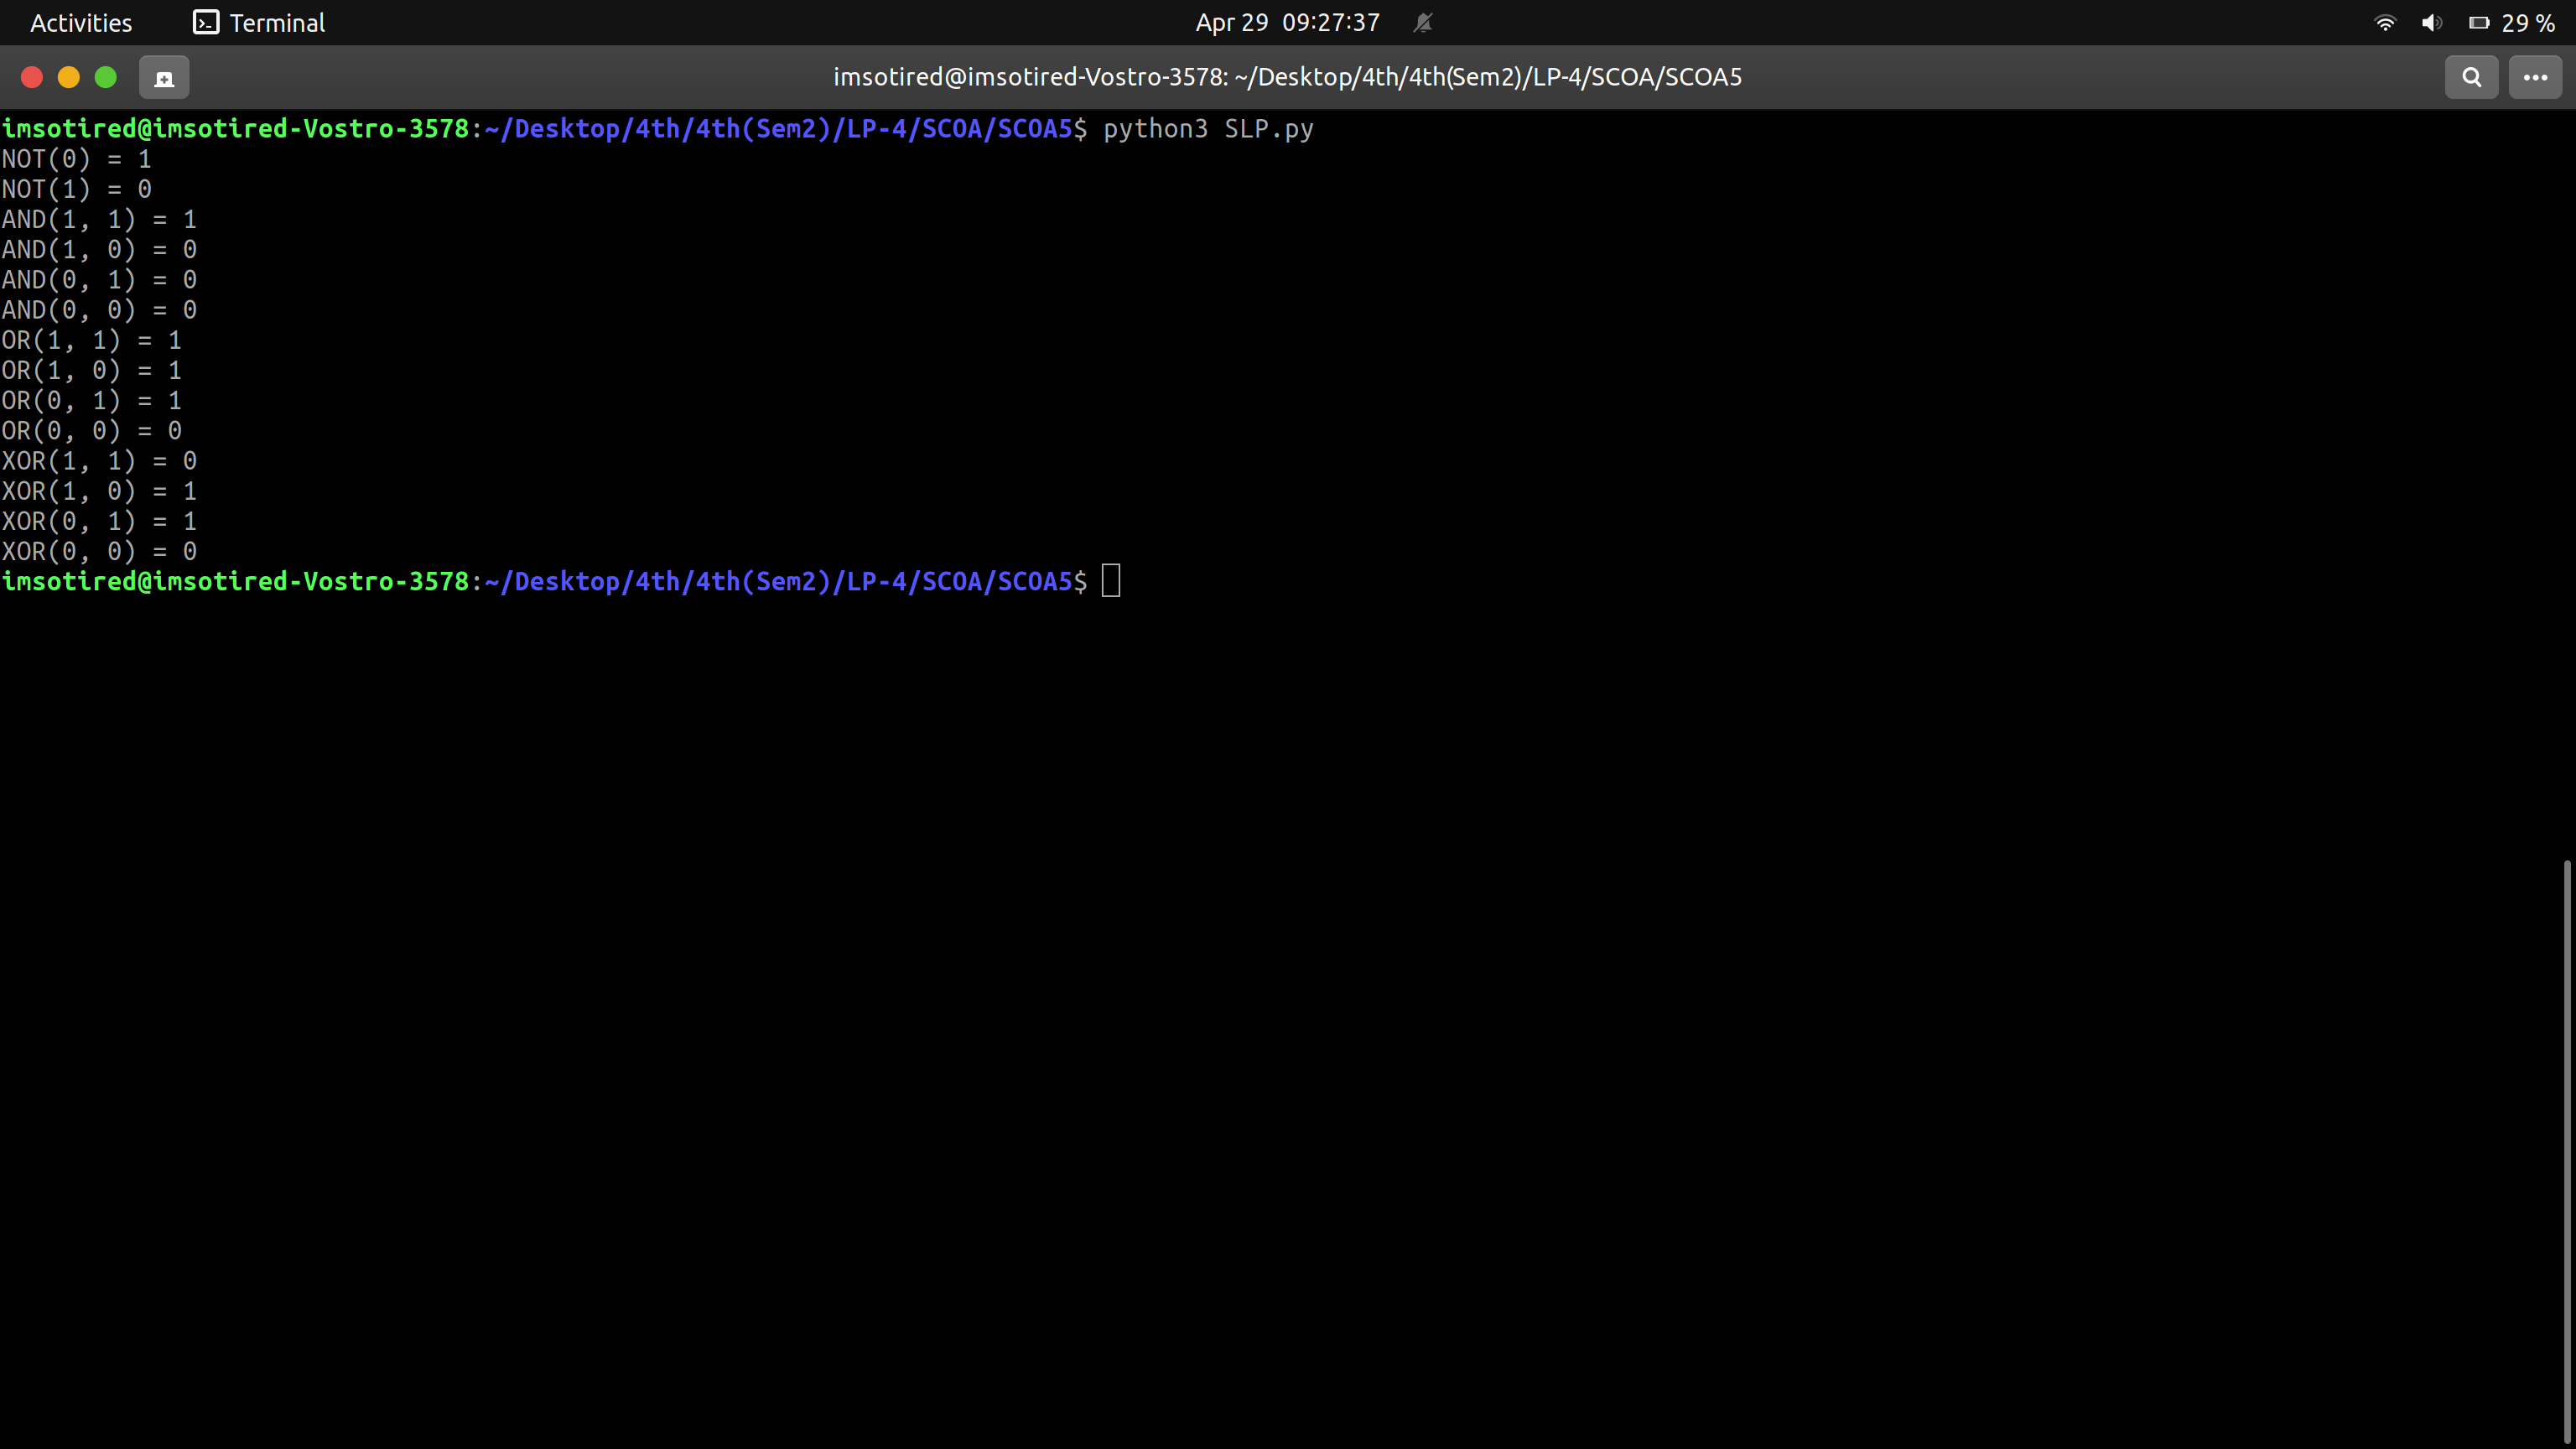 Activities Terminal Apr 29 09:27:37 29 %
imsotired@imsotired-Vostro-3578: ~/Desktop/4th/4th(Sem2)/LP-4/SCOA/SCOA5
imsotired@imsotired-Vostro-3578:~/Desktop/4th/4th(Sem2)/LP-4/SCOA/SCOA5$ python3 SLP.py
NOT(0) = 1
NOT(1) = 0
AND(1, 1) = 1
AND(1, 0) = 0
AND(0, 1) = 0
AND(0, 0) = 0
OR(1, 1) = 1
OR(1, 0) = 1
OR(0, 1) = 1
OR(0, 0) = 0
XOR(1, 1) = 0
XOR(1, 0) = 1
XOR(0, 1) = 1
XOR(0, 0) = 0
imsotired@imsotired-Vostro-3578:~/Desktop/4th/4th(Sem2)/LP-4/SCOA/SCOA5$